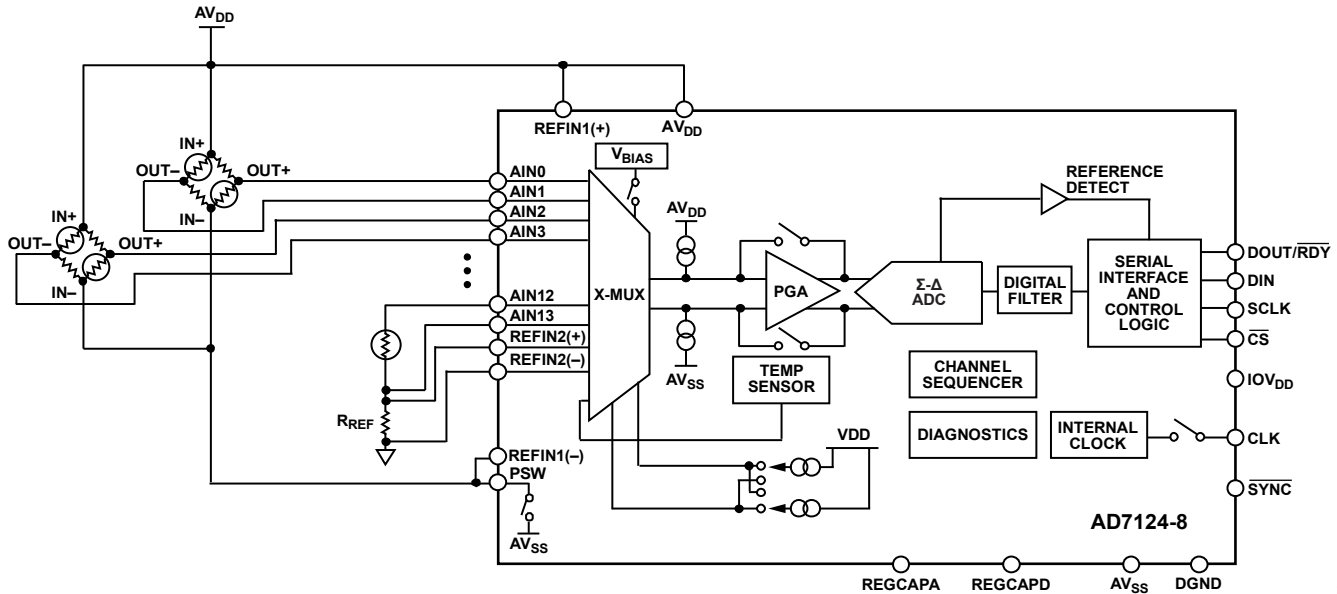 AVDD
REFIN1(+)
AVDD
IN+
OUT–
OUT+
IN–
IN+
OUT–
OUT+
IN–
AIN0
AIN1
AIN2
AIN3
AIN12
AIN13
REFIN2(+)
REFIN2(–)
RREF
REFIN1(–)
PSW
AVSS
VBIAS
X-MUX
AVDD
AVSS
PGA
TEMP
SENSOR
VDD
Σ-Δ
ADC
REFERENCE
DETECT
DIGITAL
FILTER
SERIAL
INTERFACE
AND
CONTROL
LOGIC
CHANNEL
SEQUENCER
DIAGNOSTICS
INTERNAL
CLOCK
DOUT/RDY
DIN
SCLK
CS
IOVDD
CLK
SYNC
AD7124-8
REGCAPA
REGCAPD
AVSS
DGND